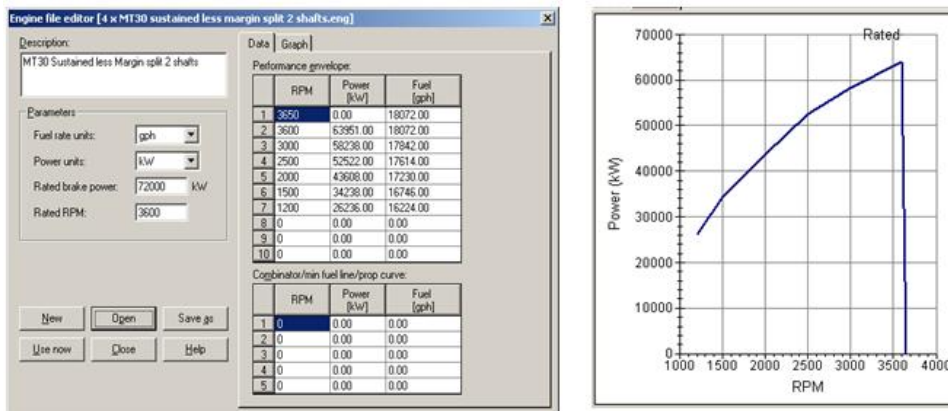 Engine file editor [4 x MT30 sustained less margin split 2 shafts.eng]
Description:
MT30 Sustained less Margin split 2 shafts
Parameters
Fuel rate units: gph
Power units: kW
Rated brake power: 72000 kW
Rated RPM: 3600
New Open Save as
Use now Close Help
Data Graph
Performance envelope:
RPM Power [kW] Fuel [gph]
1 3650 0.00 18072.00
2 3600 63951.00 18072.00
3 3000 58238.00 17842.00
4 2500 52522.00 17614.00
5 2000 43608.00 17230.00
6 1500 34238.00 16746.00
7 1200 26236.00 16224.00
8 0 0.00 0.00
9 0 0.00 0.00
10 0 0.00 0.00
Combinator/min fuel line/prop curve:
RPM Power [kW] Fuel [gph]
1 0 0.00 0.00
2 0 0.00 0.00
3 0 0.00 0.00
4 0 0.00 0.00
5 0 0.00 0.00
Rated
Power (kW)
70000
60000
50000
40000
30000
20000
10000
0
1000 1500 2000 2500 3000 3500 4000
RPM